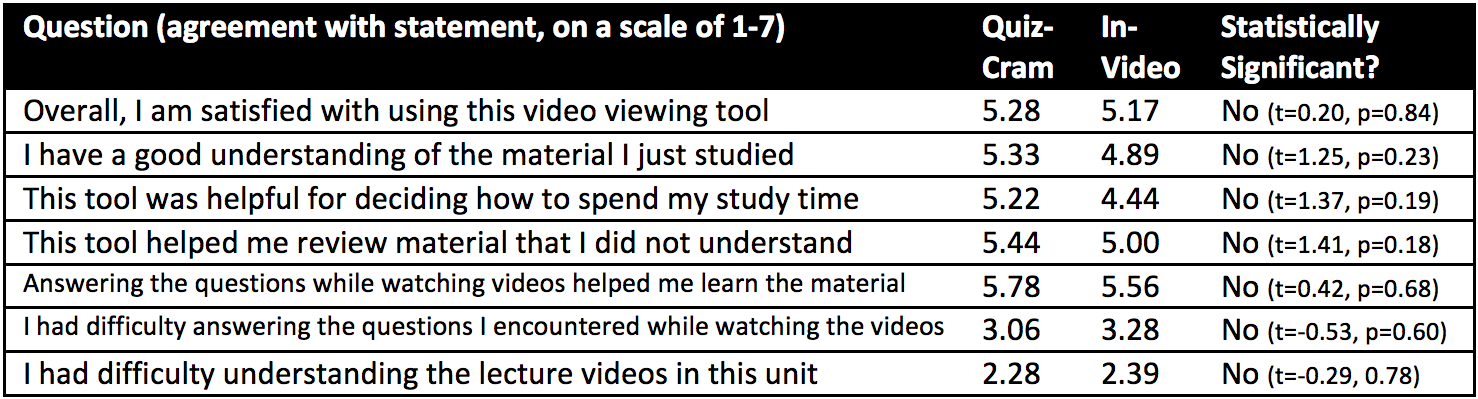 Question (agreement with statement, on a scale of 1-7) Quiz- In- Statistically
Cram Video Significant?
Overall, I am satisfied with using this video viewing tool 5.28 5.17 No (t=0.20, p=0.84)
I have a good understanding of the material I just studied 5.33 4.89 No (t=1.25, p=0.23)
This tool was helpful for deciding how to spend my study time 5.22 4.44 No (t=1.37, p=0.19)
This tool helped me review material that I did not understand 5.44 5.00 No (t=1.41, p=0.18)
Answering the questions while watching videos helped me learn the material 5.78 5.56 No (t=0.42, p=0.68)
I had difficulty answering the questions I encountered while watching the videos 3.06 3.28 No (t=-0.53, p=0.60)
I had difficulty understanding the lecture videos in this unit 2.28 2.39 No (t=-0.29, 0.78)